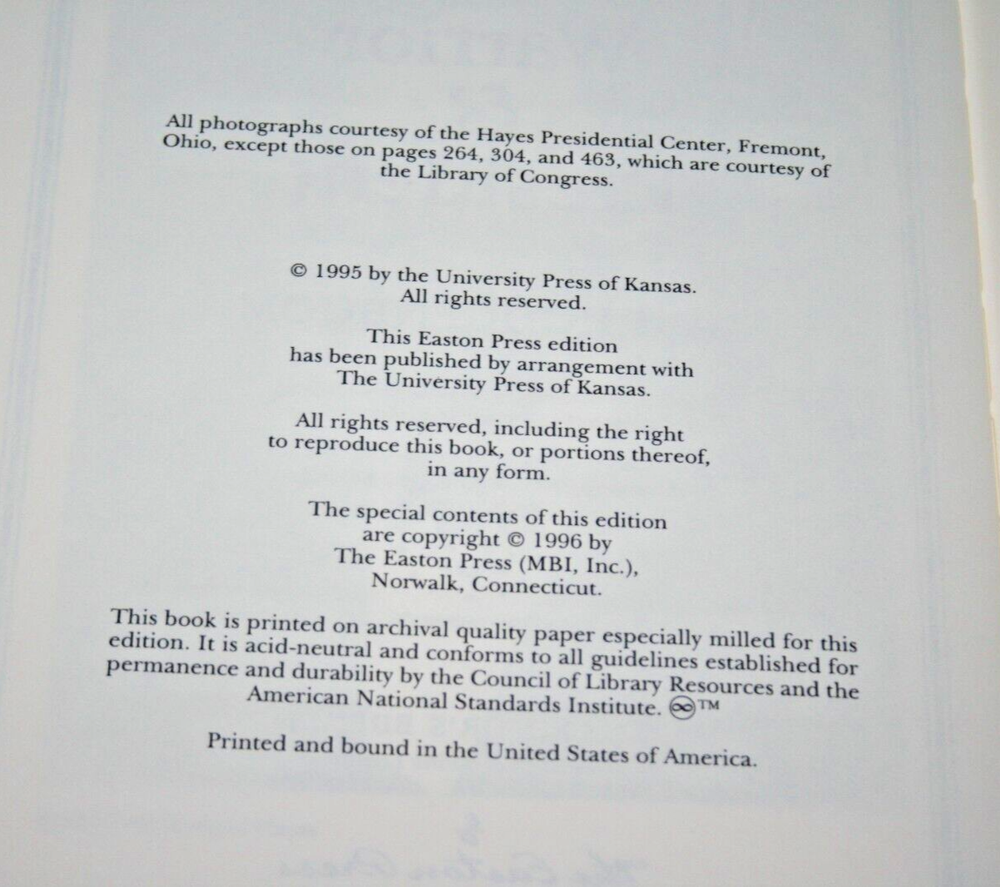 All photographs courtesy of the Hayes Presidential Center, Fremont,
Ohio, except those on pages 264, 304, and 463, which are courtesy of
the Library of Congress.
© 1995 by the University Press of Kansas.
All rights reserved.
This Easton Press edition
has been published by arrangement with
The University Press of Kansas.
All rights reserved, including the right
to reproduce this book, or portions thereof,
in any form.
The special contents of this edition
are copyright © 1996 by
The Easton Press (MBI, Inc.),
Norwalk, Connecticut.
This book is printed on archival quality paper especially milled for this
edition. It is acid-neutral and conforms to all guidelines established for
permanence and durability by the Council of Library Resources and the
American National Standards Institute. ♾™
Printed and bound in the United States of America.